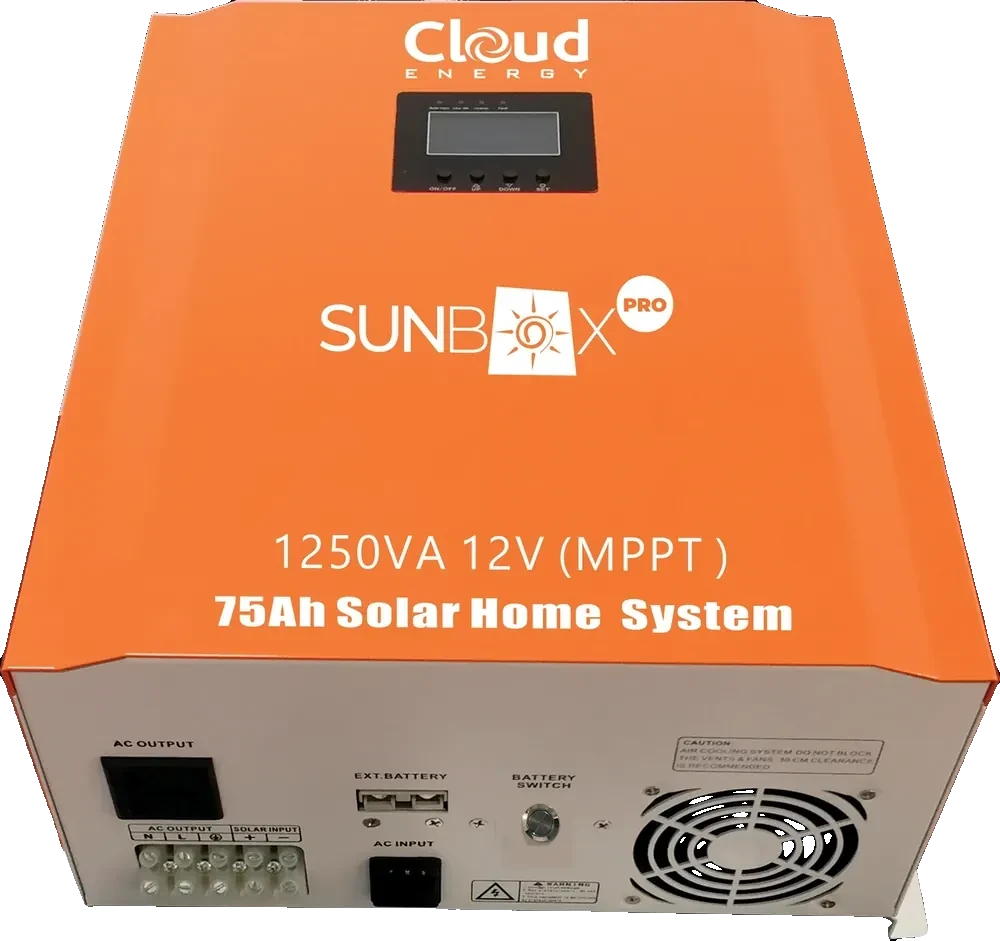 Cloud
ENERGY
ON/OFF UP DOWN SET
SUNBOX PRO
1250VA 12V (MPPT )
75Ah Solar Home System
AC OUTPUT
EXT.BATTERY
BATTERY
SWITCH
CAUTION
AIR COOLING SYSTEM DO NOT BLOCK
THE VENTS & FANS 30 CM CLEARANCE
IS RECOMMENDED
AC OUTPUT SOLAR INPUT
N L + −
AC INPUT
WARNING